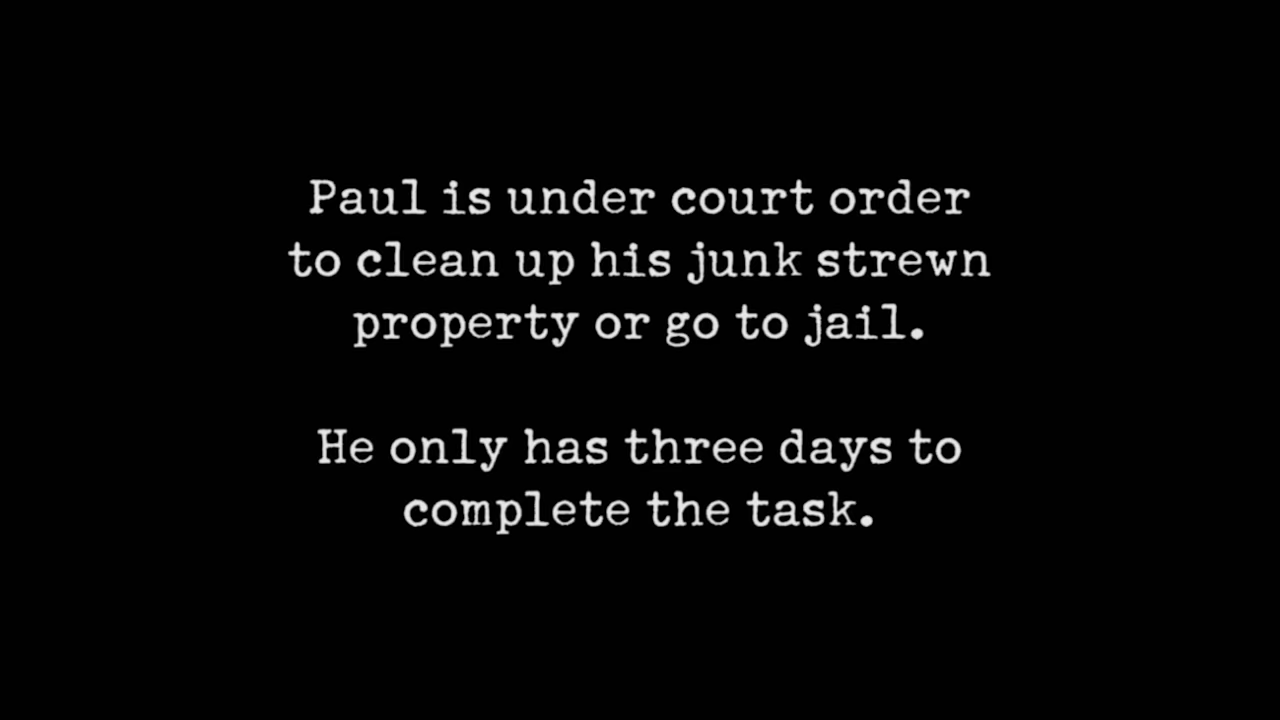 Paul is under court order
to clean up his junk strewn
property or go to jail.
He only has three days to
complete the task.